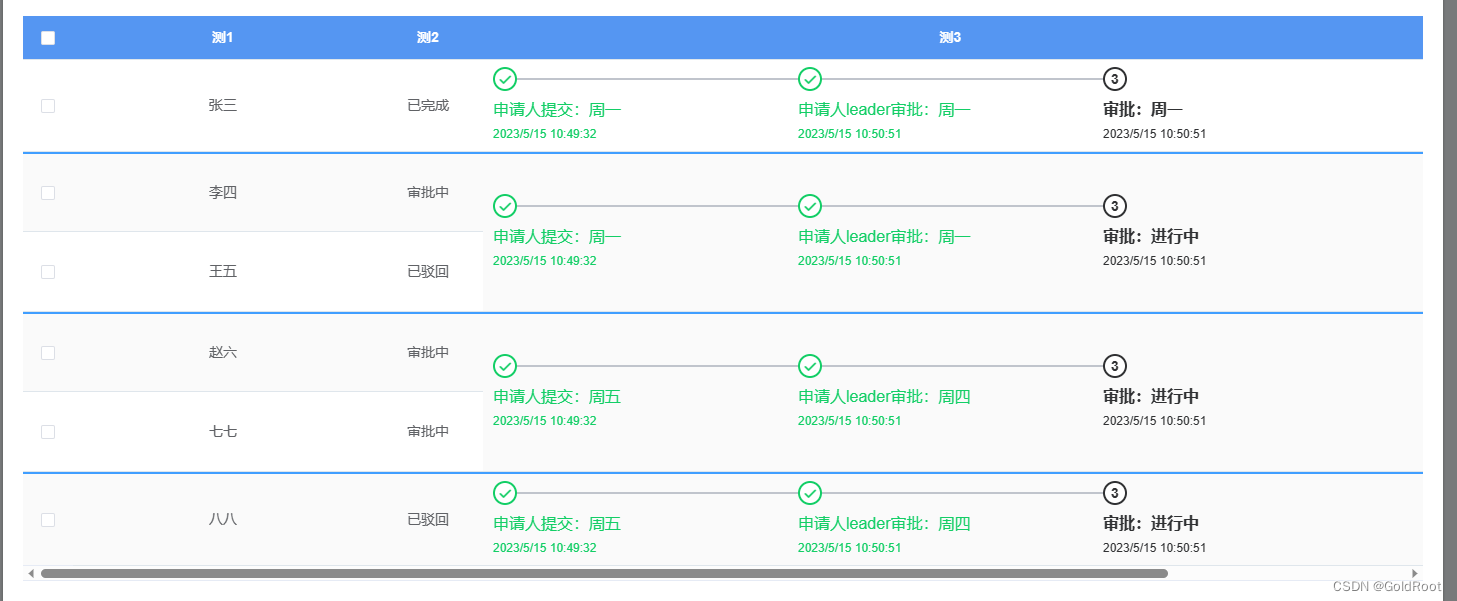 测1 测2 测3
张三 已完成 3
申请人提交：周一 申请人leader审批：周一 审批：周一
2023/5/15 10:49:32 2023/5/15 10:50:51 2023/5/15 10:50:51
李四 审批中 3
申请人提交：周一 申请人leader审批：周一 审批：进行中
2023/5/15 10:49:32 2023/5/15 10:50:51 2023/5/15 10:50:51
王五 已驳回
赵六 审批中 3
申请人提交：周五 申请人leader审批：周四 审批：进行中
2023/5/15 10:49:32 2023/5/15 10:50:51 2023/5/15 10:50:51
七七 审批中
八八 已驳回 3
申请人提交：周五 申请人leader审批：周四 审批：进行中
2023/5/15 10:49:32 2023/5/15 10:50:51 2023/5/15 10:50:51
CSDN @GoldRoot